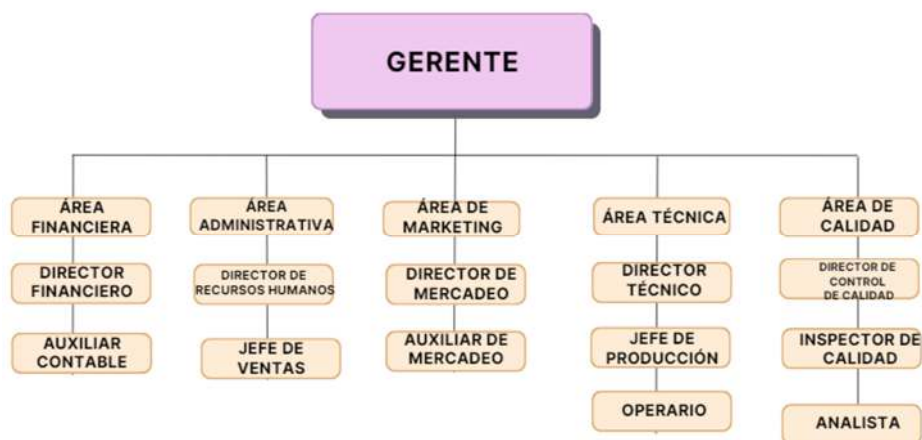 GERENTE
ÁREA
FINANCIERA
ÁREA
ADMINISTRATIVA
ÁREA DE
MARKETING
ÁREA TÉCNICA
ÁREA DE
CALIDAD
DIRECTOR
FINANCIERO
DIRECTOR DE
RECURSOS HUMANOS
DIRECTOR DE
MERCADEO
DIRECTOR
TÉCNICO
DIRECTOR DE
CONTROL
DE CALIDAD
AUXILIAR
CONTABLE
JEFE DE
VENTAS
AUXILIAR DE
MERCADEO
JEFE DE
PRODUCCIÓN
INSPECTOR DE
CALIDAD
OPERARIO
ANALISTA